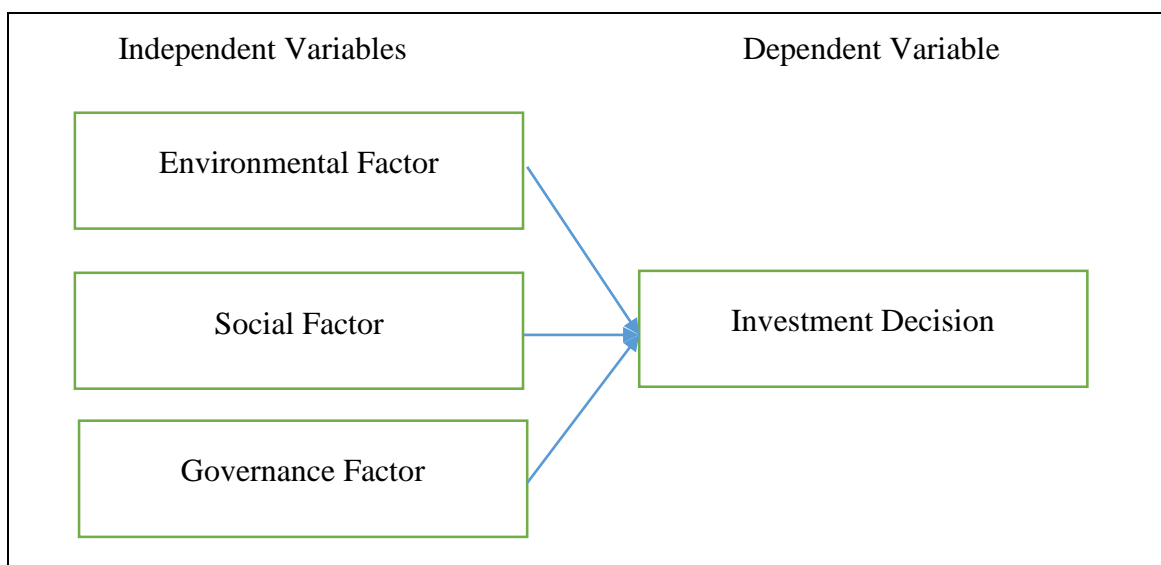 Independent Variables
Dependent Variable
Environmental Factor
Social Factor
Investment Decision
Governance Factor